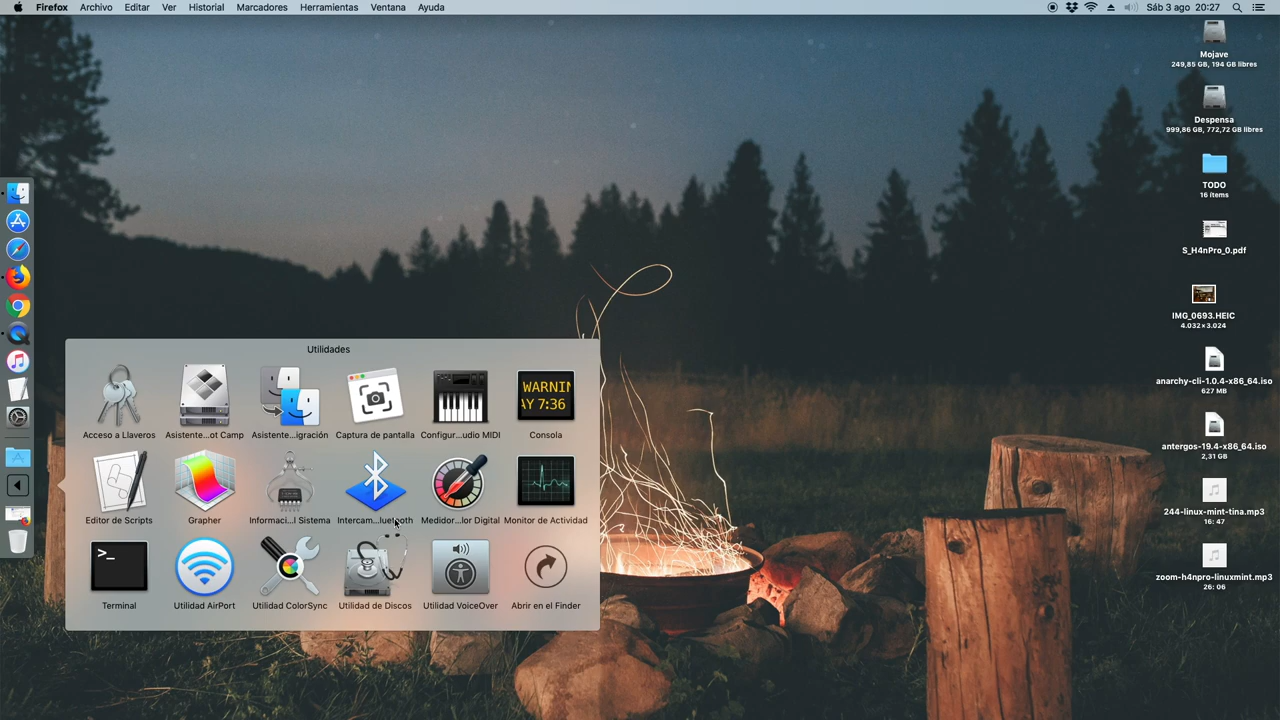 Firefox Archivo Editar Ver Historial Marcadores Herramientas Ventana Ayuda Sáb 3 ago 20:27
Mojave
249,85 GB, 194 GB libres
Despensa
999,86 GB, 772,72 GB libres
TODO
16 ítems
S_H4nPro_0.pdf
IMG_0693.HEIC
4.032 × 3.024
anarchy-cli-1.0.4-x86_64.iso
627 MB
antergos-19.4-x86_64.iso
2,31 GB
244-linux-mint-tina.mp3
16: 47
zoom-h4npro-linuxmint.mp3
26: 06
Utilidades
WARNIN
AY 7:36
Acceso a Llaveros Asistente...ot Camp Asistente...igración Captura de pantalla Configur...udio MIDI Consola
Editor de Scripts Grapher Informaci...l Sistema Intercam...luetooth Medidor...lor Digital Monitor de Actividad
>_
Terminal Utilidad AirPort Utilidad ColorSync Utilidad de Discos Utilidad VoiceOver Abrir en el Finder